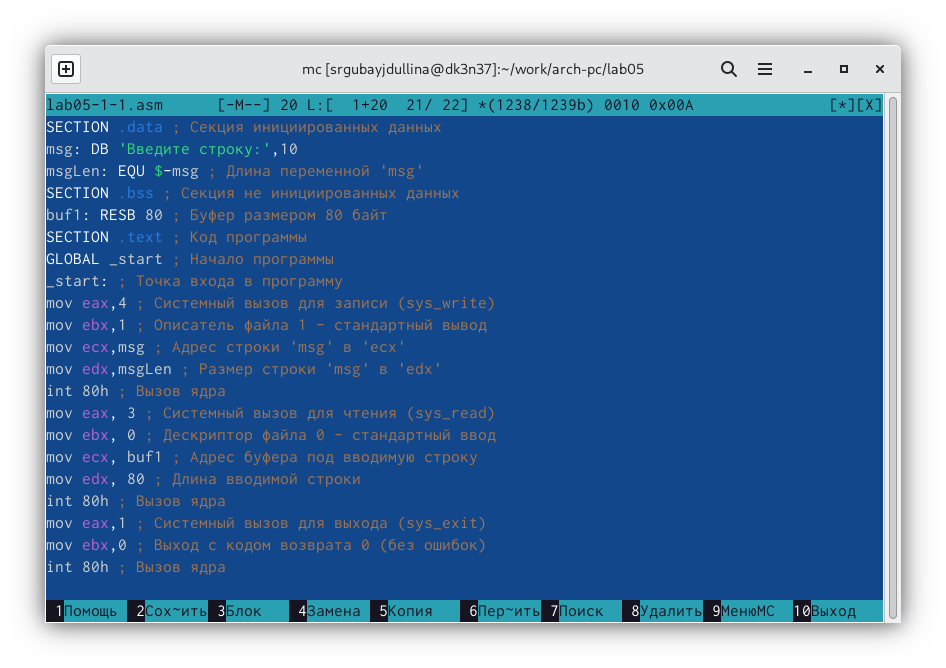 mc [srgubayjdullina@dk3n37]:~/work/arch-pc/lab05
lab05-1-1.asm      [-M--] 20 L:[  1+20  21/ 22] *(1238/1239b) 0010 0x00A               [*][X]
SECTION .data ; Секция инициированных данных
msg: DB 'Введите строку:',10
msgLen: EQU $-msg ; Длина переменной 'msg'
SECTION .bss ; Секция не инициированных данных
buf1: RESB 80 ; Буфер размером 80 байт
SECTION .text ; Код программы
GLOBAL _start ; Начало программы
_start: ; Точка входа в программу
mov eax,4 ; Системный вызов для записи (sys_write)
mov ebx,1 ; Описатель файла 1 - стандартный вывод
mov ecx,msg ; Адрес строки 'msg' в 'ecx'
mov edx,msgLen ; Размер строки 'msg' в 'edx'
int 80h ; Вызов ядра
mov eax, 3 ; Системный вызов для чтения (sys_read)
mov ebx, 0 ; Дескриптор файла 0 - стандартный ввод
mov ecx, buf1 ; Адрес буфера под вводимую строку
mov edx, 80 ; Длина вводимой строки
int 80h ; Вызов ядра
mov eax,1 ; Системный вызов для выхода (sys_exit)
mov ebx,0 ; Выход с кодом возврата 0 (без ошибок)
int 80h ; Вызов ядра
1Помощь 2Сох~ить 3Блок 4Замена 5Копия 6Пер~ить 7Поиск 8Удалить 9МенюMC 10Выход